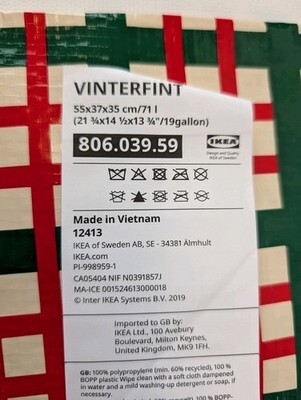 VINTERFINT
55x37x35 cm/71 l
(21 ¾x14 ½x13 ¾"/19gallon)
806.039.59
IKEA
Design and Quality
IKEA of Sweden
Made in Vietnam
12413
IKEA of Sweden AB, SE - 34381 Älmhult
IKEA.com
PI-998959-1
CA05404 NIF N0391857J
MA-ICE 001524613000018
© Inter IKEA Systems B.V. 2019
Imported to GB by:
IKEA Ltd., 100 Avebury
Boulevard, Milton Keynes,
United Kingdom, MK9 1FH.
GB: 100% polypropylene (min. 60% recycled), 100 %
BOPP plastic Wipe clean with a soft cloth dampened
in water and a mild washing-up detergent or soap, if
necessary.